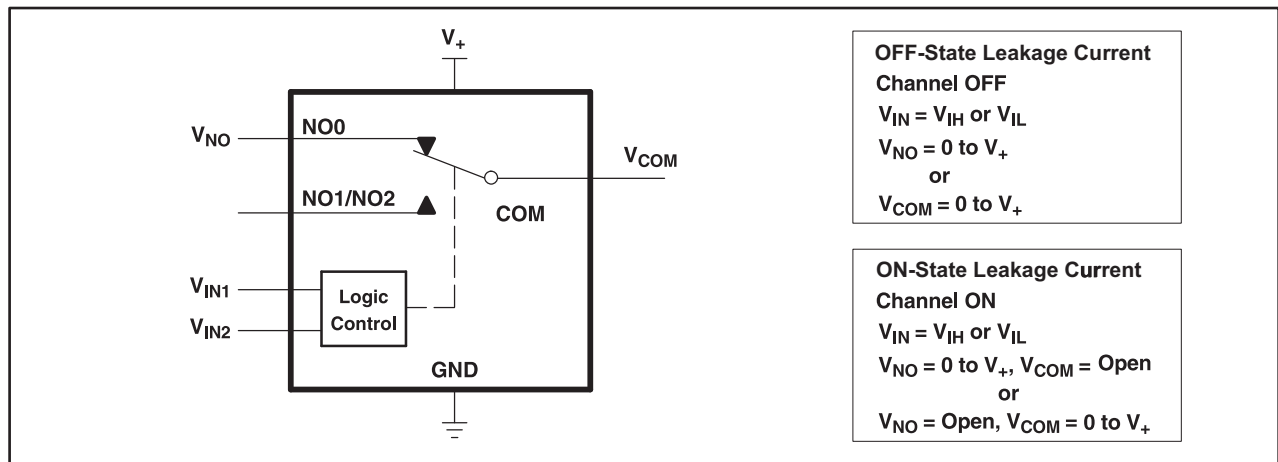 V+
VNO
NO0
VCOM
NO1/NO2
COM
VIN1
Logic
Control
VIN2
GND
OFF-State Leakage Current
Channel OFF
VIN = VIH or VIL
VNO = 0 to V+
or
VCOM = 0 to V+
ON-State Leakage Current
Channel ON
VIN = VIH or VIL
VNO = 0 to V+, VCOM = Open
or
VNO = Open, VCOM = 0 to V+